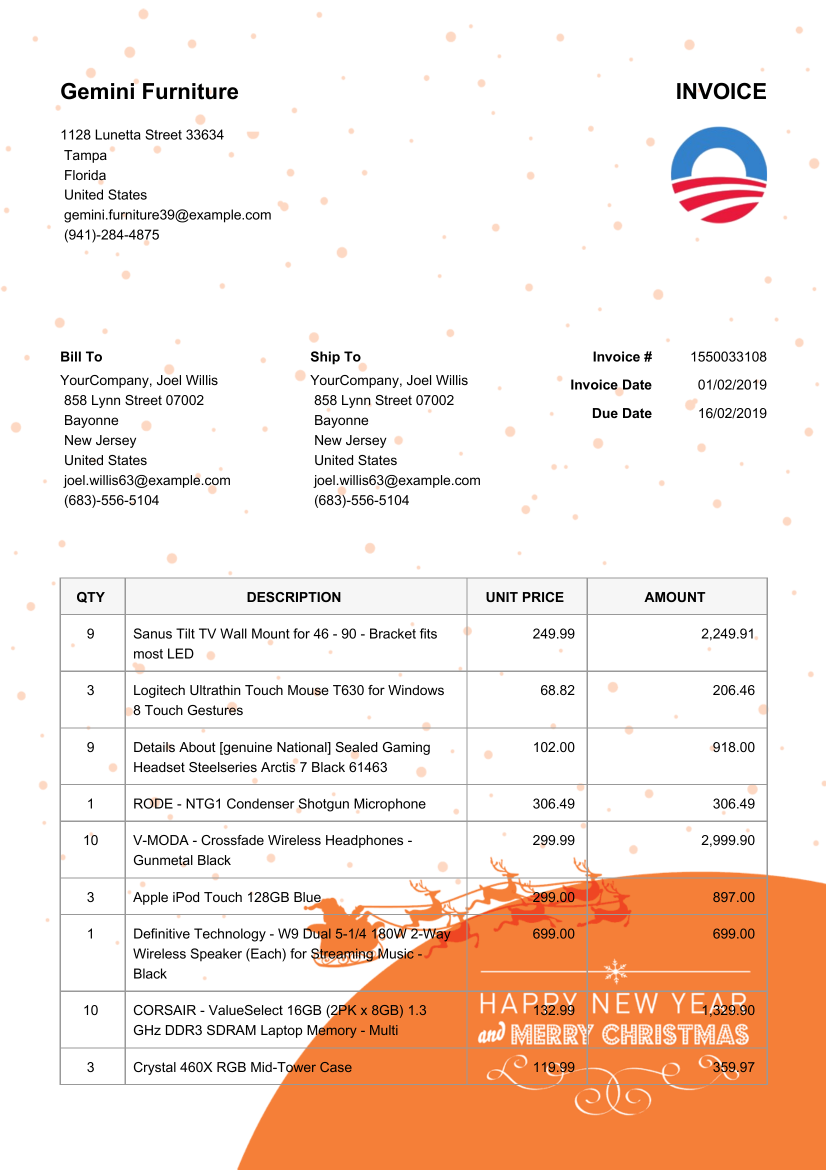 Gemini Furniture
INVOICE
1128 Lunetta Street 33634
Tampa
Florida
United States
gemini.furniture39@example.com
(941)-284-4875
Bill To
YourCompany, Joel Willis
858 Lynn Street 07002
Bayonne
New Jersey
United States
joel.willis63@example.com
(683)-556-5104
Ship To
YourCompany, Joel Willis
858 Lynn Street 07002
Bayonne
New Jersey
United States
joel.willis63@example.com
(683)-556-5104
Invoice # 1550033108
Invoice Date 01/02/2019
Due Date 16/02/2019
QTY DESCRIPTION UNIT PRICE AMOUNT
9 Sanus Tilt TV Wall Mount for 46 - 90 - Bracket fits 249.99 2,249.91
most LED
3 Logitech Ultrathin Touch Mouse T630 for Windows 68.82 206.46
8 Touch Gestures
9 Details About [genuine National] Sealed Gaming 102.00 918.00
Headset Steelseries Arctis 7 Black 61463
1 RODE - NTG1 Condenser Shotgun Microphone 306.49 306.49
10 V-MODA - Crossfade Wireless Headphones - 299.99 2,999.90
Gunmetal Black
3 Apple iPod Touch 128GB Blue 299.00 897.00
1 Definitive Technology - W9 Dual 5-1/4 180W 2-Way 699.00 699.00
Wireless Speaker (Each) for Streaming Music -
Black
10 CORSAIR - ValueSelect 16GB (2PK x 8GB) 1.3 132.99 1,329.90
GHz DDR3 SDRAM Laptop Memory - Multi
3 Crystal 460X RGB Mid-Tower Case 119.99 359.97
HAPPY NEW YEAR
and MERRY CHRISTMAS